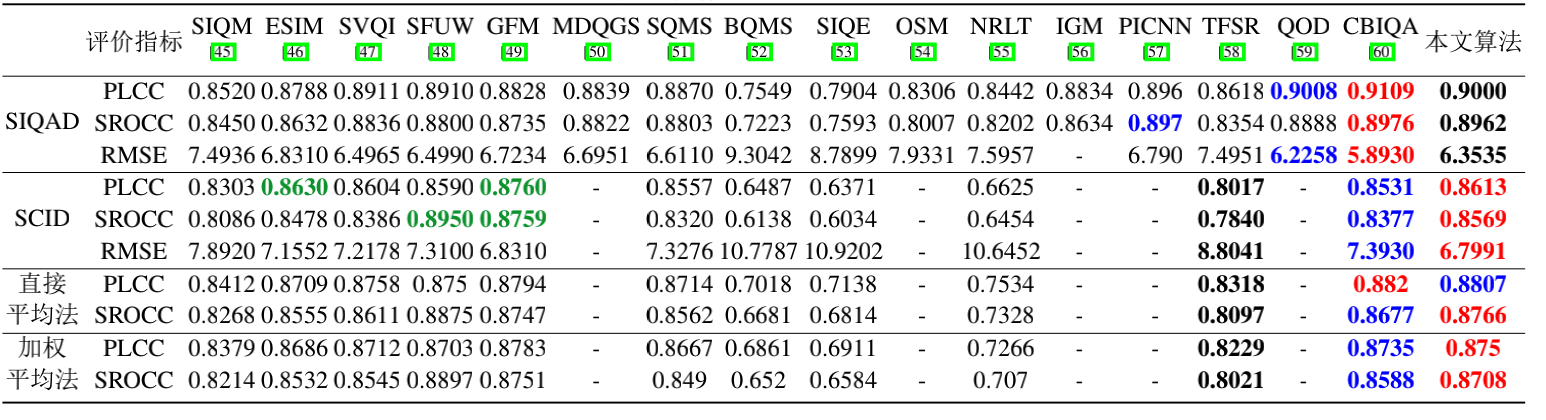 评价指标 SIQM [45] ESIM [46] SVQI [47] SFUW [48] GFM [49] MDQGS [50] SQMS [51] BQMS [52] SIQE [53] OSM [54] NRLT [55] IGM [56] PICNN [57] TFSR [58] QOD [59] CBIQA [60] 本文算法
SIQAD PLCC 0.8520 0.8788 0.8911 0.8910 0.8828 0.8839 0.8870 0.7549 0.7904 0.8306 0.8442 0.8834 0.896 0.8618 0.9008 0.9109 0.9000
SROCC 0.8450 0.8632 0.8836 0.8800 0.8735 0.8822 0.8803 0.7223 0.7593 0.8007 0.8202 0.8634 0.897 0.8354 0.8888 0.8976 0.8962
RMSE 7.4936 6.8310 6.4965 6.4990 6.7234 6.6951 6.6110 9.3042 8.7899 7.9331 7.5957 - 6.790 7.4951 6.2258 5.8930 6.3535
SCID PLCC 0.8303 0.8630 0.8604 0.8590 0.8760 - 0.8557 0.6487 0.6371 - 0.6625 - - 0.8017 - 0.8531 0.8613
SROCC 0.8086 0.8478 0.8386 0.8950 0.8759 - 0.8320 0.6138 0.6034 - 0.6454 - - 0.7840 - 0.8377 0.8569
RMSE 7.8920 7.1552 7.2178 7.3100 6.8310 - 7.3276 10.7787 10.9202 - 10.6452 - - 8.8041 - 7.3930 6.7991
直接 PLCC 0.8412 0.8709 0.8758 0.875 0.8794 - 0.8714 0.7018 0.7138 - 0.7534 - - 0.8318 - 0.882 0.8807
平均法 SROCC 0.8268 0.8555 0.8611 0.8875 0.8747 - 0.8562 0.6681 0.6814 - 0.7328 - - 0.8097 - 0.8677 0.8766
加权 PLCC 0.8379 0.8686 0.8712 0.8703 0.8783 - 0.8667 0.6861 0.6911 - 0.7266 - - 0.8229 - 0.8735 0.875
平均法 SROCC 0.8214 0.8532 0.8545 0.8897 0.8751 - 0.849 0.652 0.6584 - 0.707 - - 0.8021 - 0.8588 0.8708